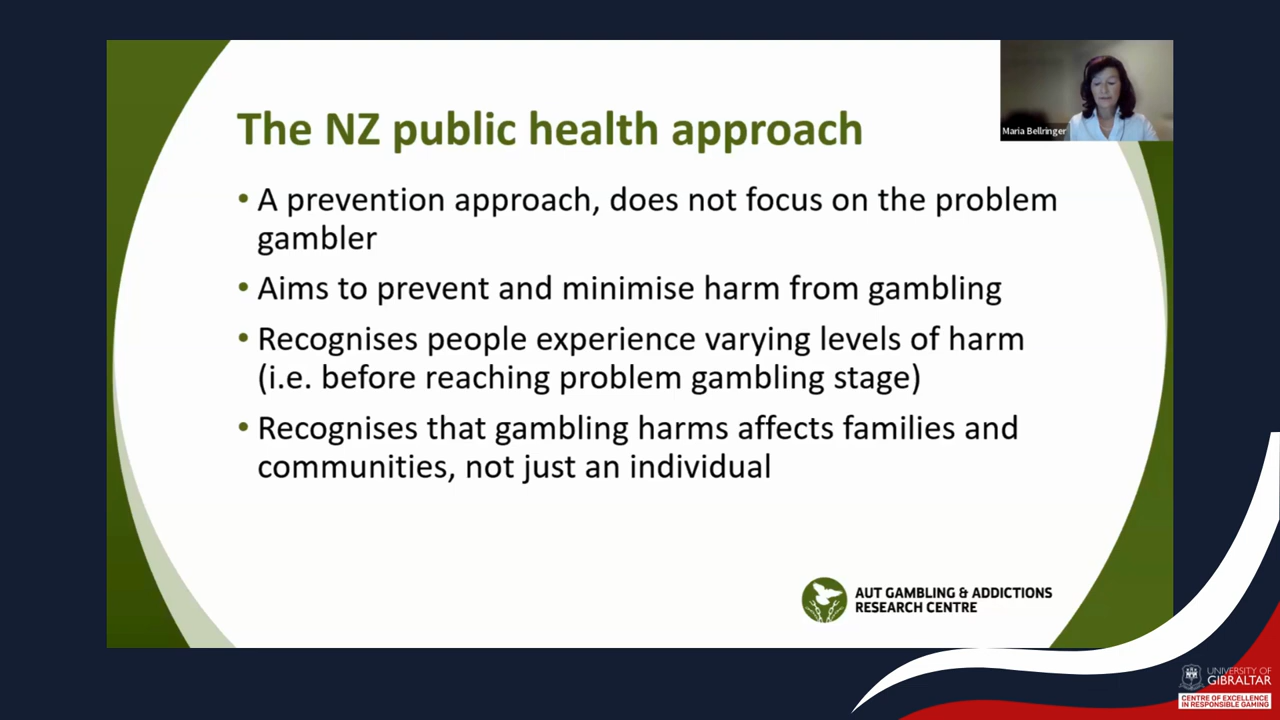 The NZ public health approach
Maria Bellringer
• A prevention approach, does not focus on the problem
gambler
• Aims to prevent and minimise harm from gambling
• Recognises people experience varying levels of harm
(i.e. before reaching problem gambling stage)
• Recognises that gambling harms affects families and
communities, not just an individual
AUT GAMBLING & ADDICTIONS
RESEARCH CENTRE
UNIVERSITY OF
GIBRALTAR
CENTRE OF EXCELLENCE
IN RESPONSIBLE GAMING